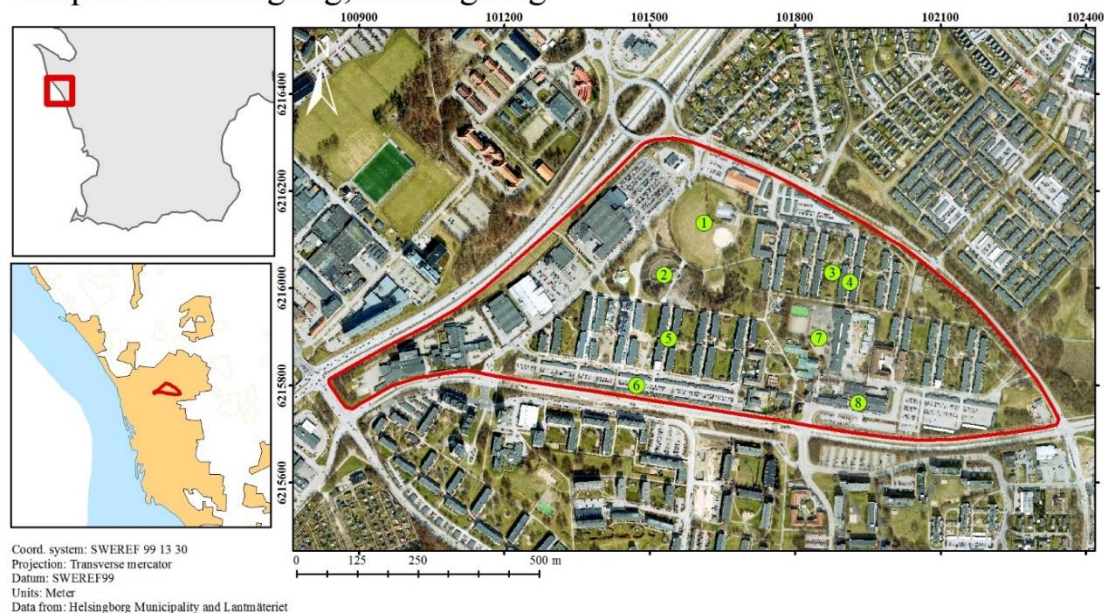 100900 101200 101500 101800 102100 102400
6216400
6216200
6216000
6215800
6215600
N
1
2
3
4
5
6
7
8
0 125 250 500 m
Coord. system: SWEREF 99 13 30
Projection: Transverse mercator
Datum: SWEREF99
Units: Meter
Data from: Helsingborg Municipality and Lantmäteriet